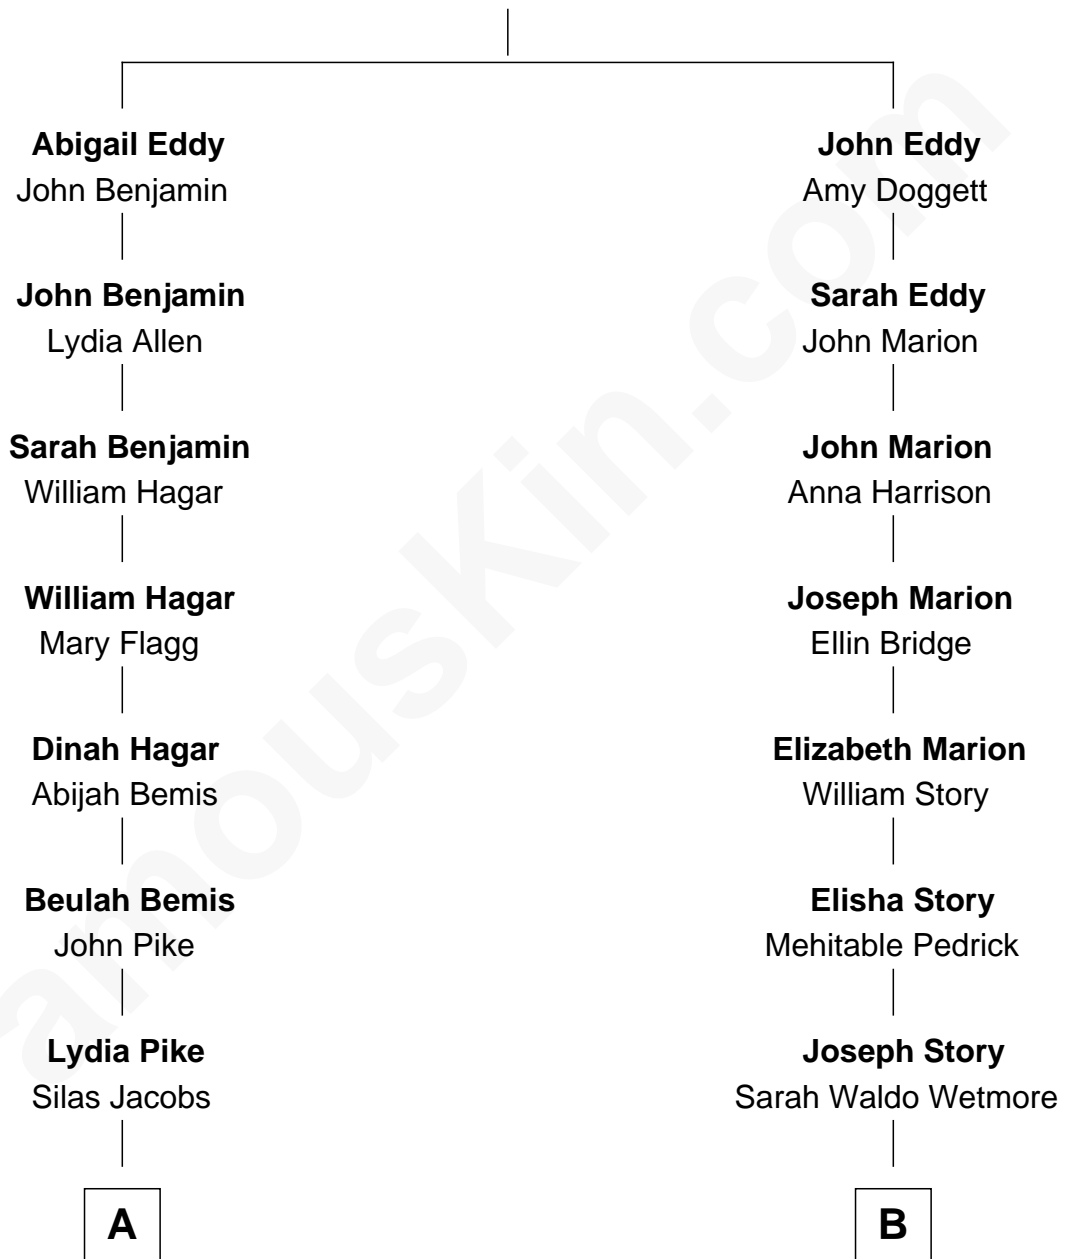 Abigail Eddy
John Benjamin
John Eddy
Amy Doggett
John Benjamin
Lydia Allen
Sarah Eddy
John Marion
Sarah Benjamin
William Hagar
John Marion
Anna Harrison
William Hagar
Mary Flagg
Joseph Marion
Ellin Bridge
Dinah Hagar
Abijah Bemis
Elizabeth Marion
William Story
Beulah Bemis
John Pike
Elisha Story
Mehitable Pedrick
Lydia Pike
Silas Jacobs
Joseph Story
Sarah Waldo Wetmore
A
B
amousKin.com